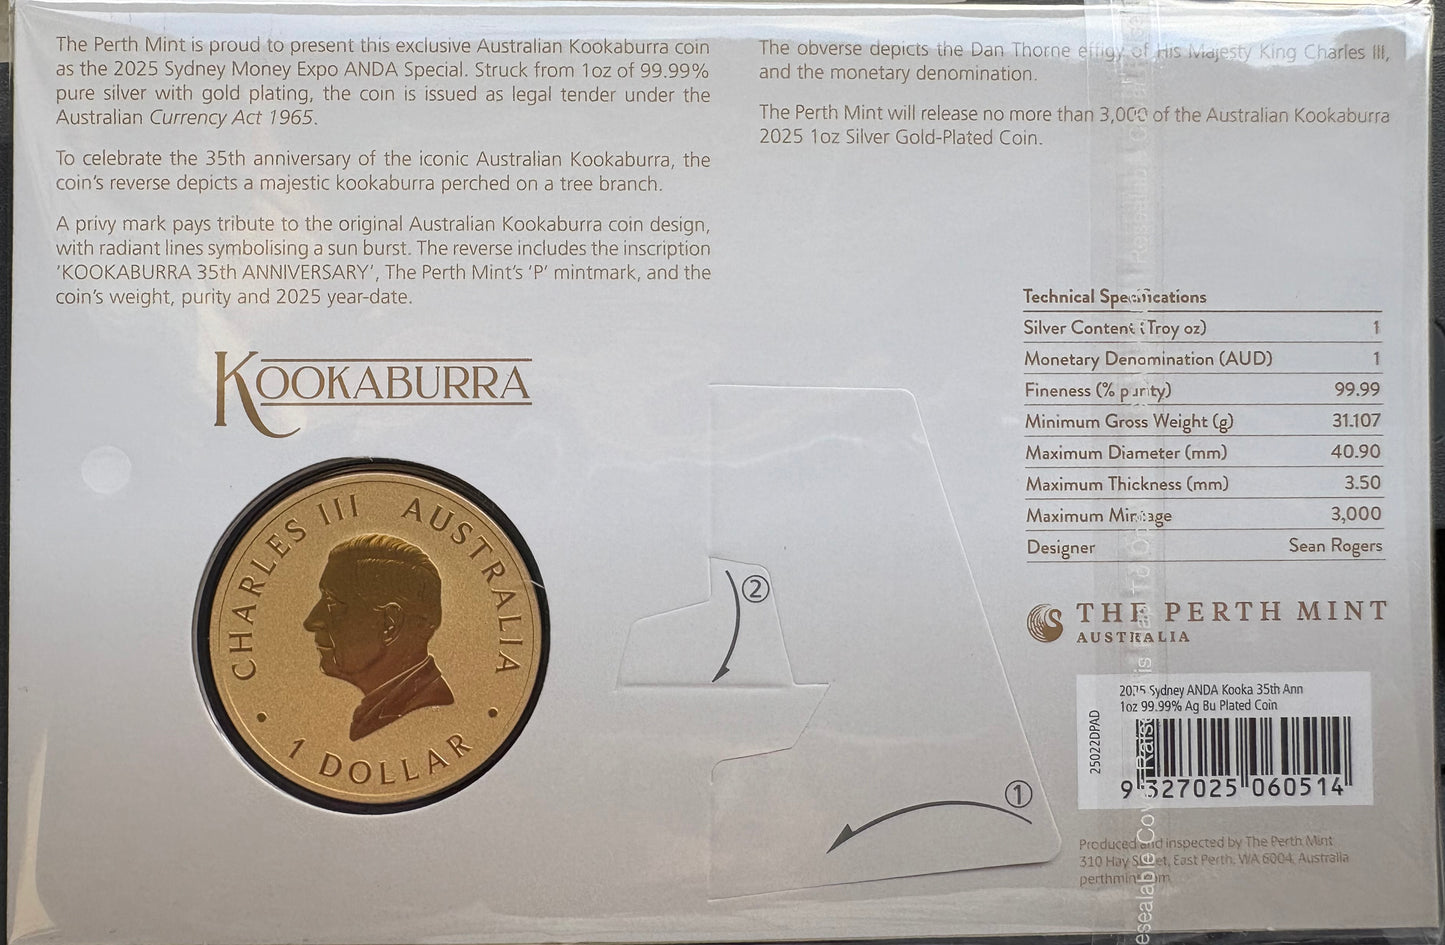 The Perth Mint is proud to present this exclusive Australian Kookaburra coin
as the 2025 Sydney Money Expo ANDA Special. Struck from 1oz of 99.99%
pure silver with gold plating, the coin is issued as legal tender under the
Australian Currency Act 1965.
To celebrate the 35th anniversary of the iconic Australian Kookaburra, the
coin's reverse depicts a majestic kookaburra perched on a tree branch.
A privy mark pays tribute to the original Australian Kookaburra coin design,
with radiant lines symbolising a sun burst. The reverse includes the inscription
'KOOKABURRA 35th ANNIVERSARY', The Perth Mint's 'P' mintmark, and the
coin's weight, purity and 2025 year-date.
The obverse depicts the Dan Thorne effigy of His Majesty King Charles III,
and the monetary denomination.
The Perth Mint will release no more than 3,000 of the Australian Kookaburra
2025 1oz Silver Gold-Plated Coin.
KOOKABURRA
CHARLES III AUSTRALIA
1 DOLLAR
2
1
Technical Specifications
Silver Content (Troy oz) 1
Monetary Denomination (AUD) 1
Fineness (% purity) 99.99
Minimum Gross Weight (g) 31.107
Maximum Diameter (mm) 40.90
Maximum Thickness (mm) 3.50
Maximum Mintage 3,000
Designer Sean Rogers
THE PERTH MINT
AUSTRALIA
2025 Sydney ANDA Kooka 35th Ann
1oz 99.99% Ag Bu Plated Coin
25022DPAD
9 327025 060514
Produced and inspected by The Perth Mint
310 Hay Street, East Perth, WA 6004, Australia
perthmint.com